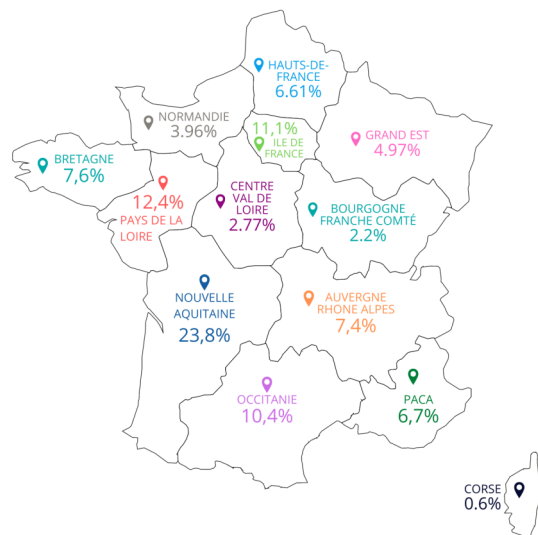 HAUTS-DE-
FRANCE
6.61%
NORMANDIE
3.96%
11,1%
ILE DE
FRANCE
GRAND EST
4.97%
BRETAGNE
7,6%
12,4%
PAYS DE LA
LOIRE
CENTRE
VAL DE
LOIRE
2.77%
BOURGOGNE
FRANCHE COMTÉ
2.2%
NOUVELLE
AQUITAINE
23,8%
AUVERGNE
RHONE ALPES
7,4%
OCCITANIE
10,4%
PACA
6,7%
CORSE
0.6%